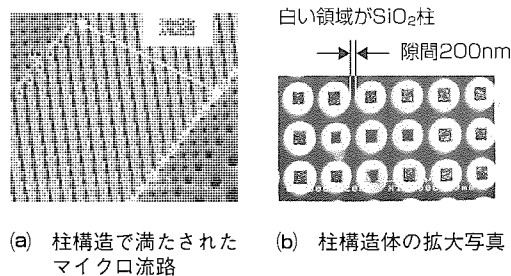 白い領域がSiO₂柱
隙間200nm
流路
(a) 柱構造で満たされた
マイクロ流路
(b) 柱構造体の拡大写真